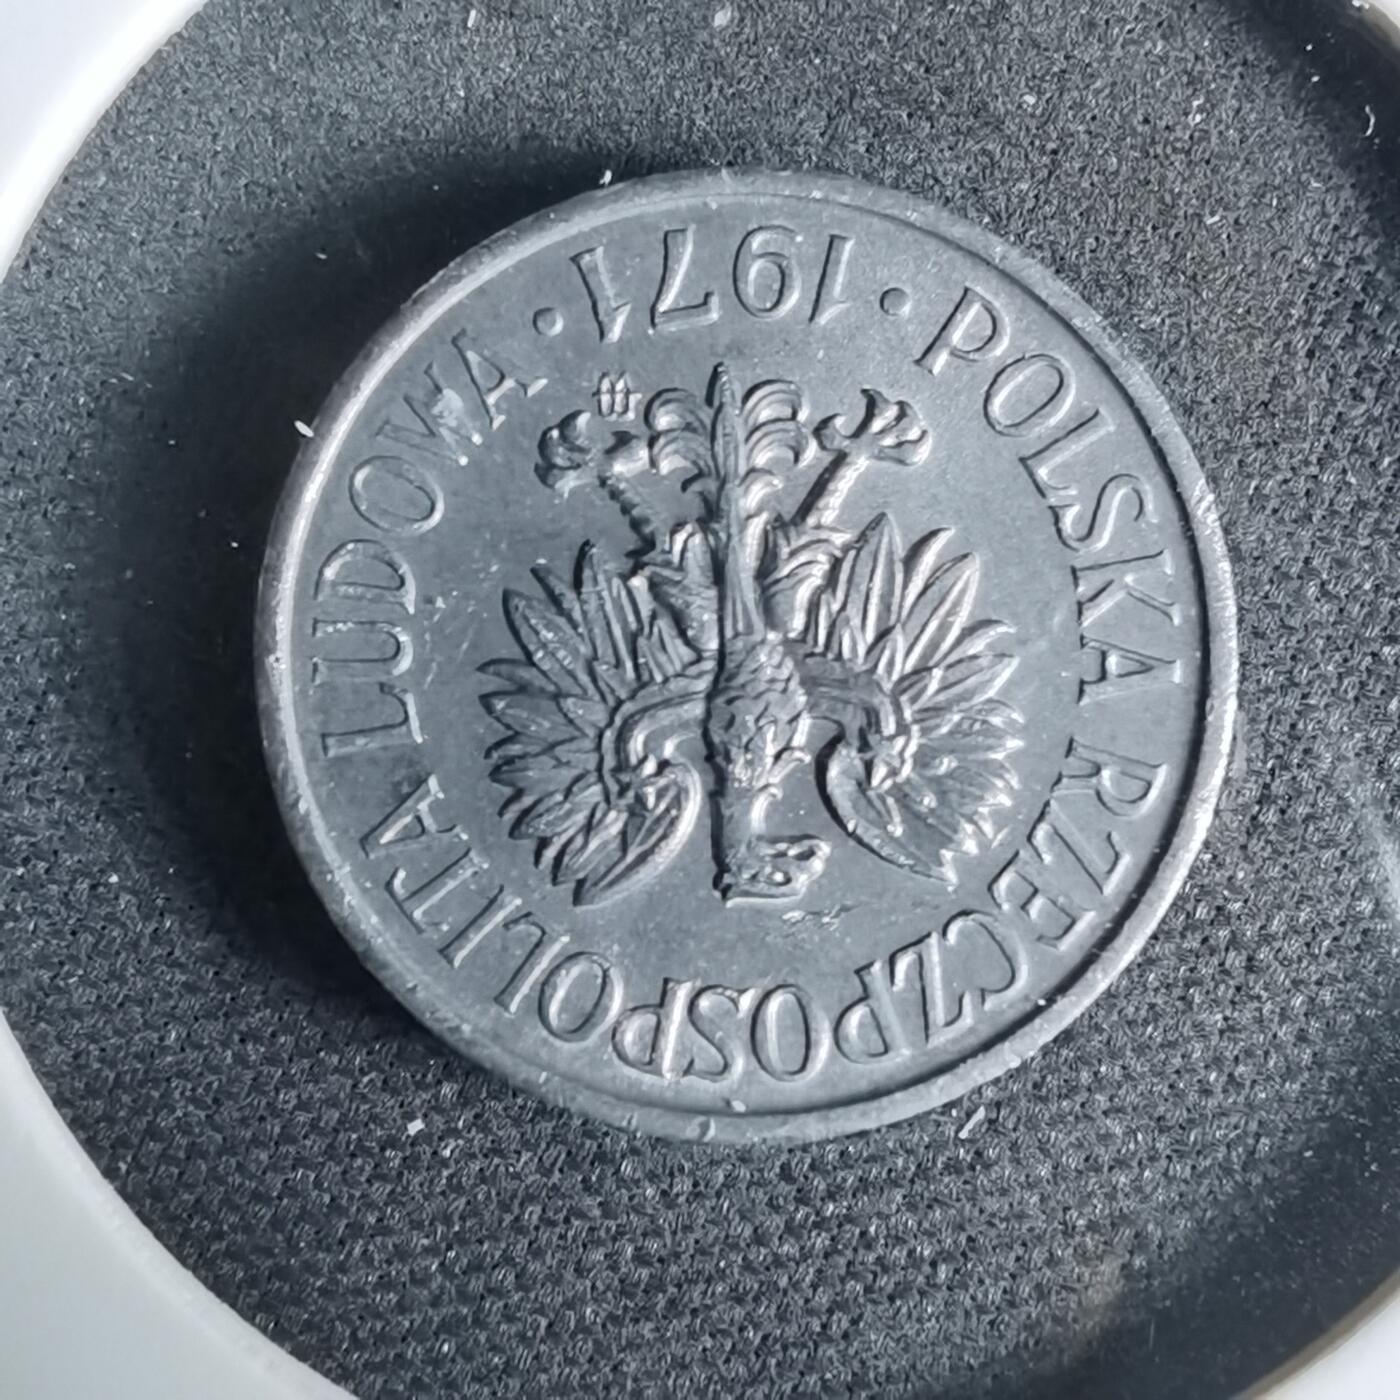 POLSKA RZECZPOSPOLITA LUDOWA
·1971·